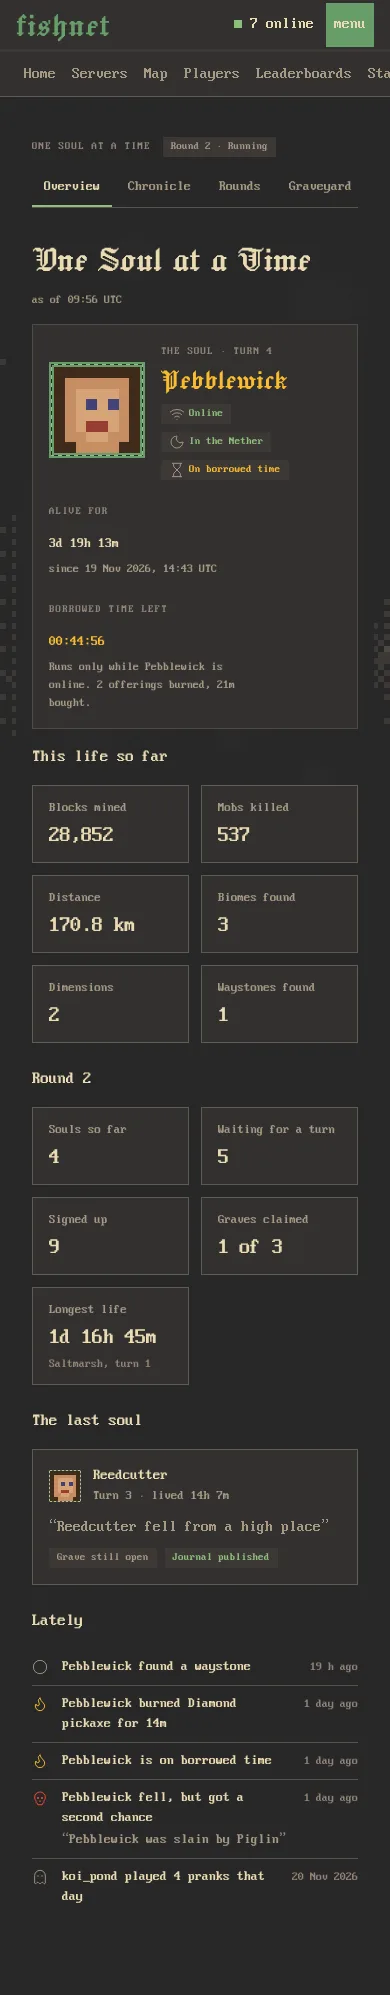 fishnet
7 online
menu
Home Servers Map Players Leaderboards Sta
ONE SOUL AT A TIME
Round 2 · Running
Overview Chronicle Rounds Graveyard
One Soul at a Time
as of 09:56 UTC
THE SOUL · TURN 4
Pebblewick
Online
In the Nether
On borrowed time
ALIVE FOR
3d 19h 13m
since 19 Nov 2026, 14:43 UTC
BORROWED TIME LEFT
00:44:56
Runs only while Pebblewick is
online. 2 offerings burned, 21m
bought.
This life so far
Blocks mined
28,852
Mobs killed
537
Distance
170.8 km
Biomes found
3
Dimensions
2
Waystones found
1
Round 2
Souls so far
4
Waiting for a turn
5
Signed up
9
Graves claimed
1 of 3
Longest life
1d 16h 45m
Saltmarsh, turn 1
The last soul
Reedcutter
Turn 3 · lived 14h 7m
“Reedcutter fell from a high place”
Grave still open
Journal published
Lately
Pebblewick found a waystone
19 h ago
Pebblewick burned Diamond
pickaxe for 14m
1 day ago
Pebblewick is on borrowed time
1 day ago
Pebblewick fell, but got a
second chance
1 day ago
“Pebblewick was slain by Piglin”
koi_pond played 4 pranks that
day
20 Nov 2026